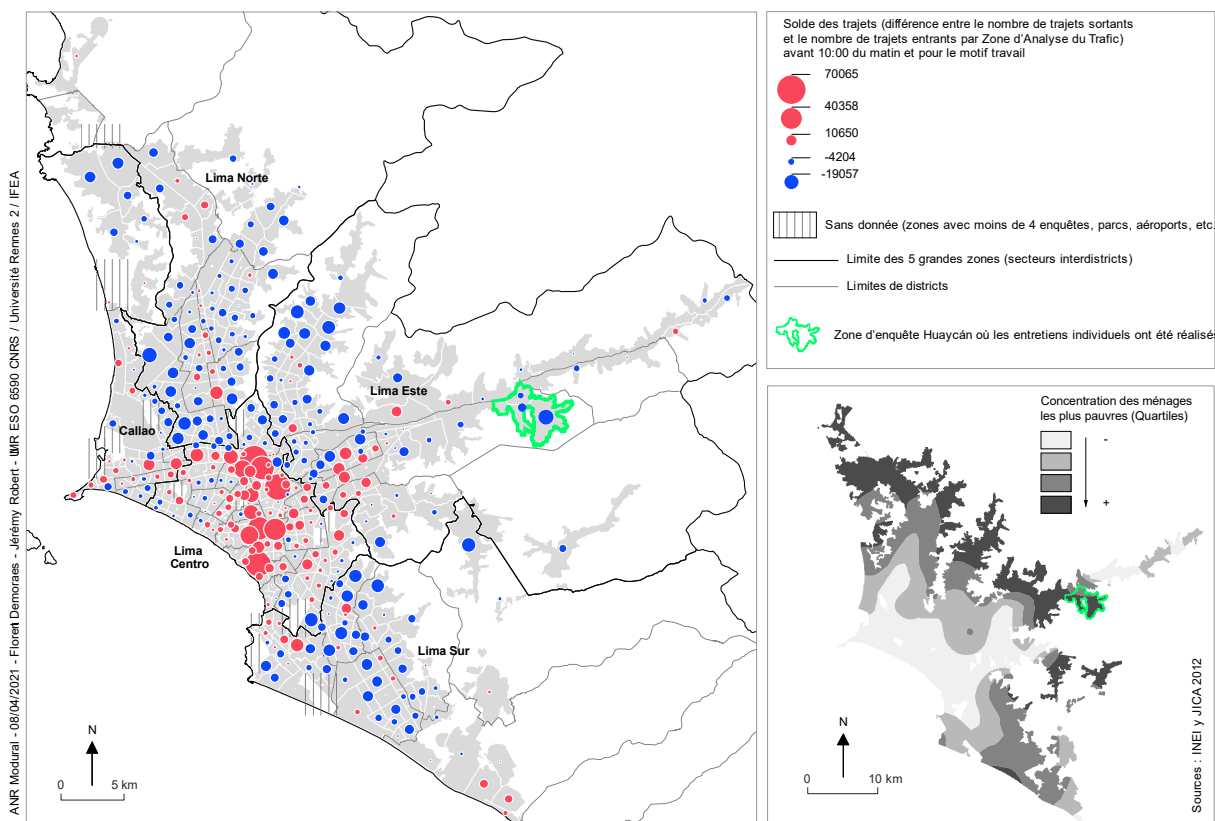 Solde des trajets (différence entre le nombre de trajets sortants
et le nombre de trajets entrants par Zone d'Analyse du Trafic)
avant 10:00 du matin et pour le motif travail
70065
40358
10650
-4204
-19057
Sans donnée (zones avec moins de 4 enquêtes, parcs, aéroports, etc.
Limite des 5 grandes zones (secteurs interdistricts)
Limites de districts
Zone d'enquête Huaycán où les entretiens individuels ont été réalisés
Lima Norte
Lima Este
Callao
Lima
Centro
Lima Sur
N
0 5 km
ANR Modural - 08/04/2021 - Florent Demoraes - Jérémy Robert - UMR ESO 6590 CNRS / Université Rennes 2 / IFEA
Concentration des ménages
les plus pauvres (Quartiles)
-
+
N
0 10 km
Sources : INEI y JICA 2012